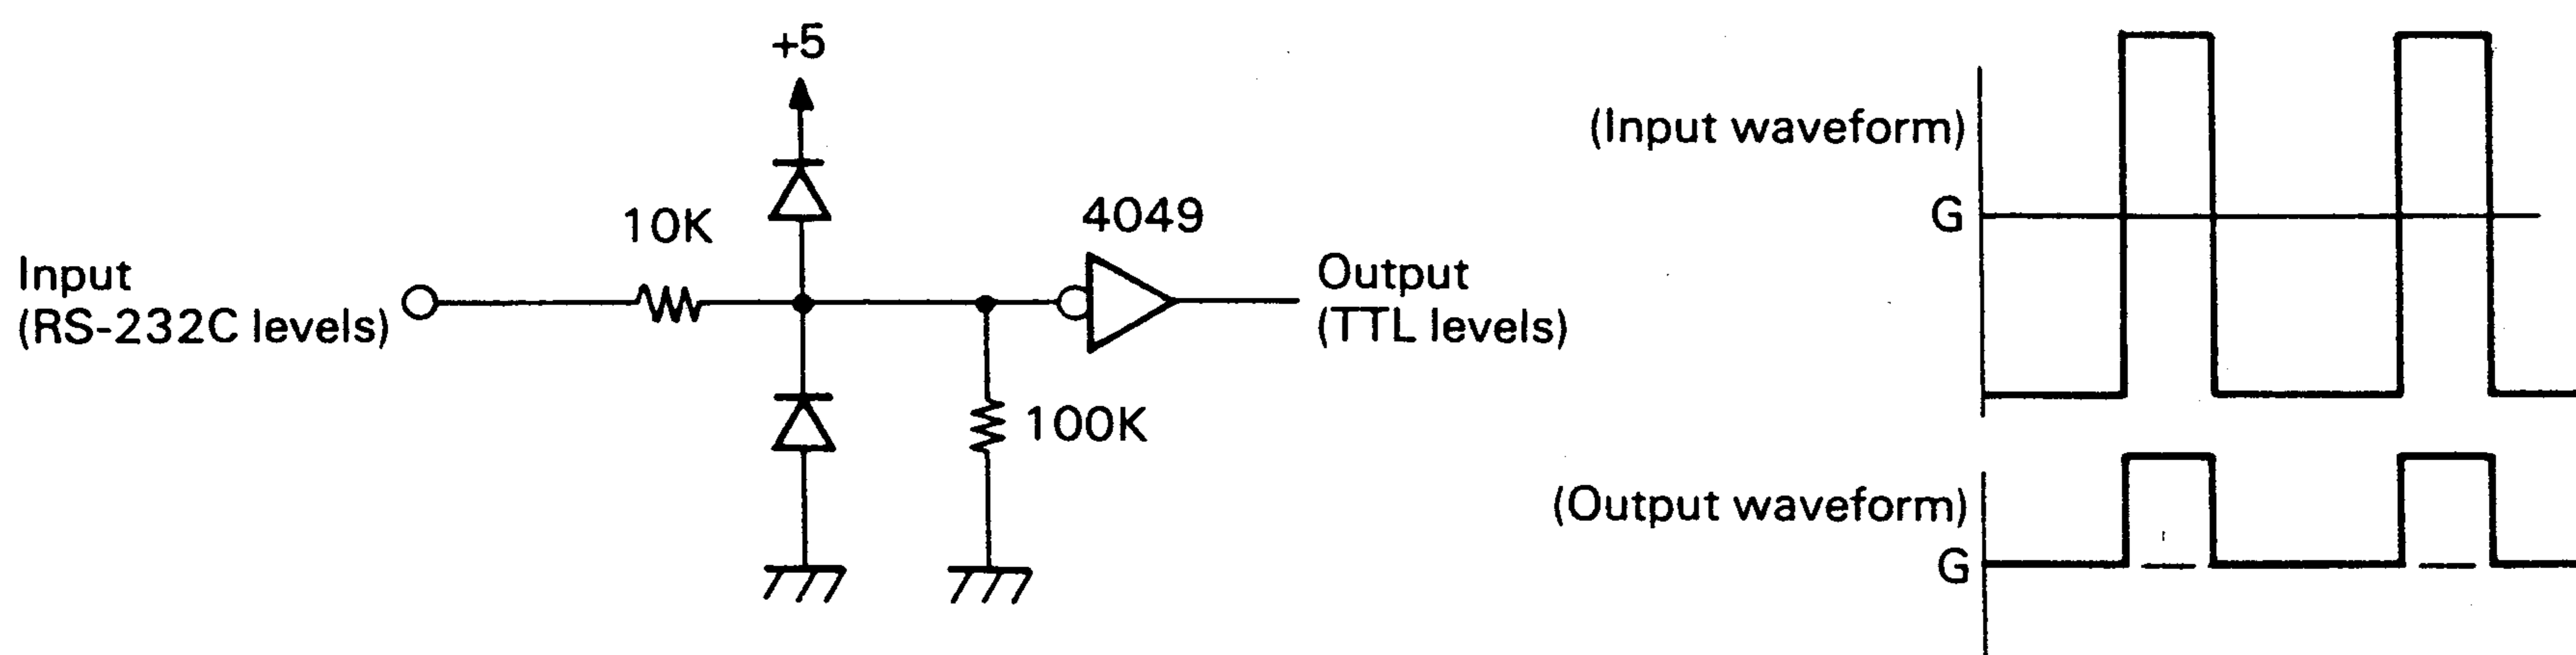 +5
10K
4049
Input
(RS-232C levels)
Output
(TTL levels)
100K
(Input waveform)
G
(Output waveform)
G